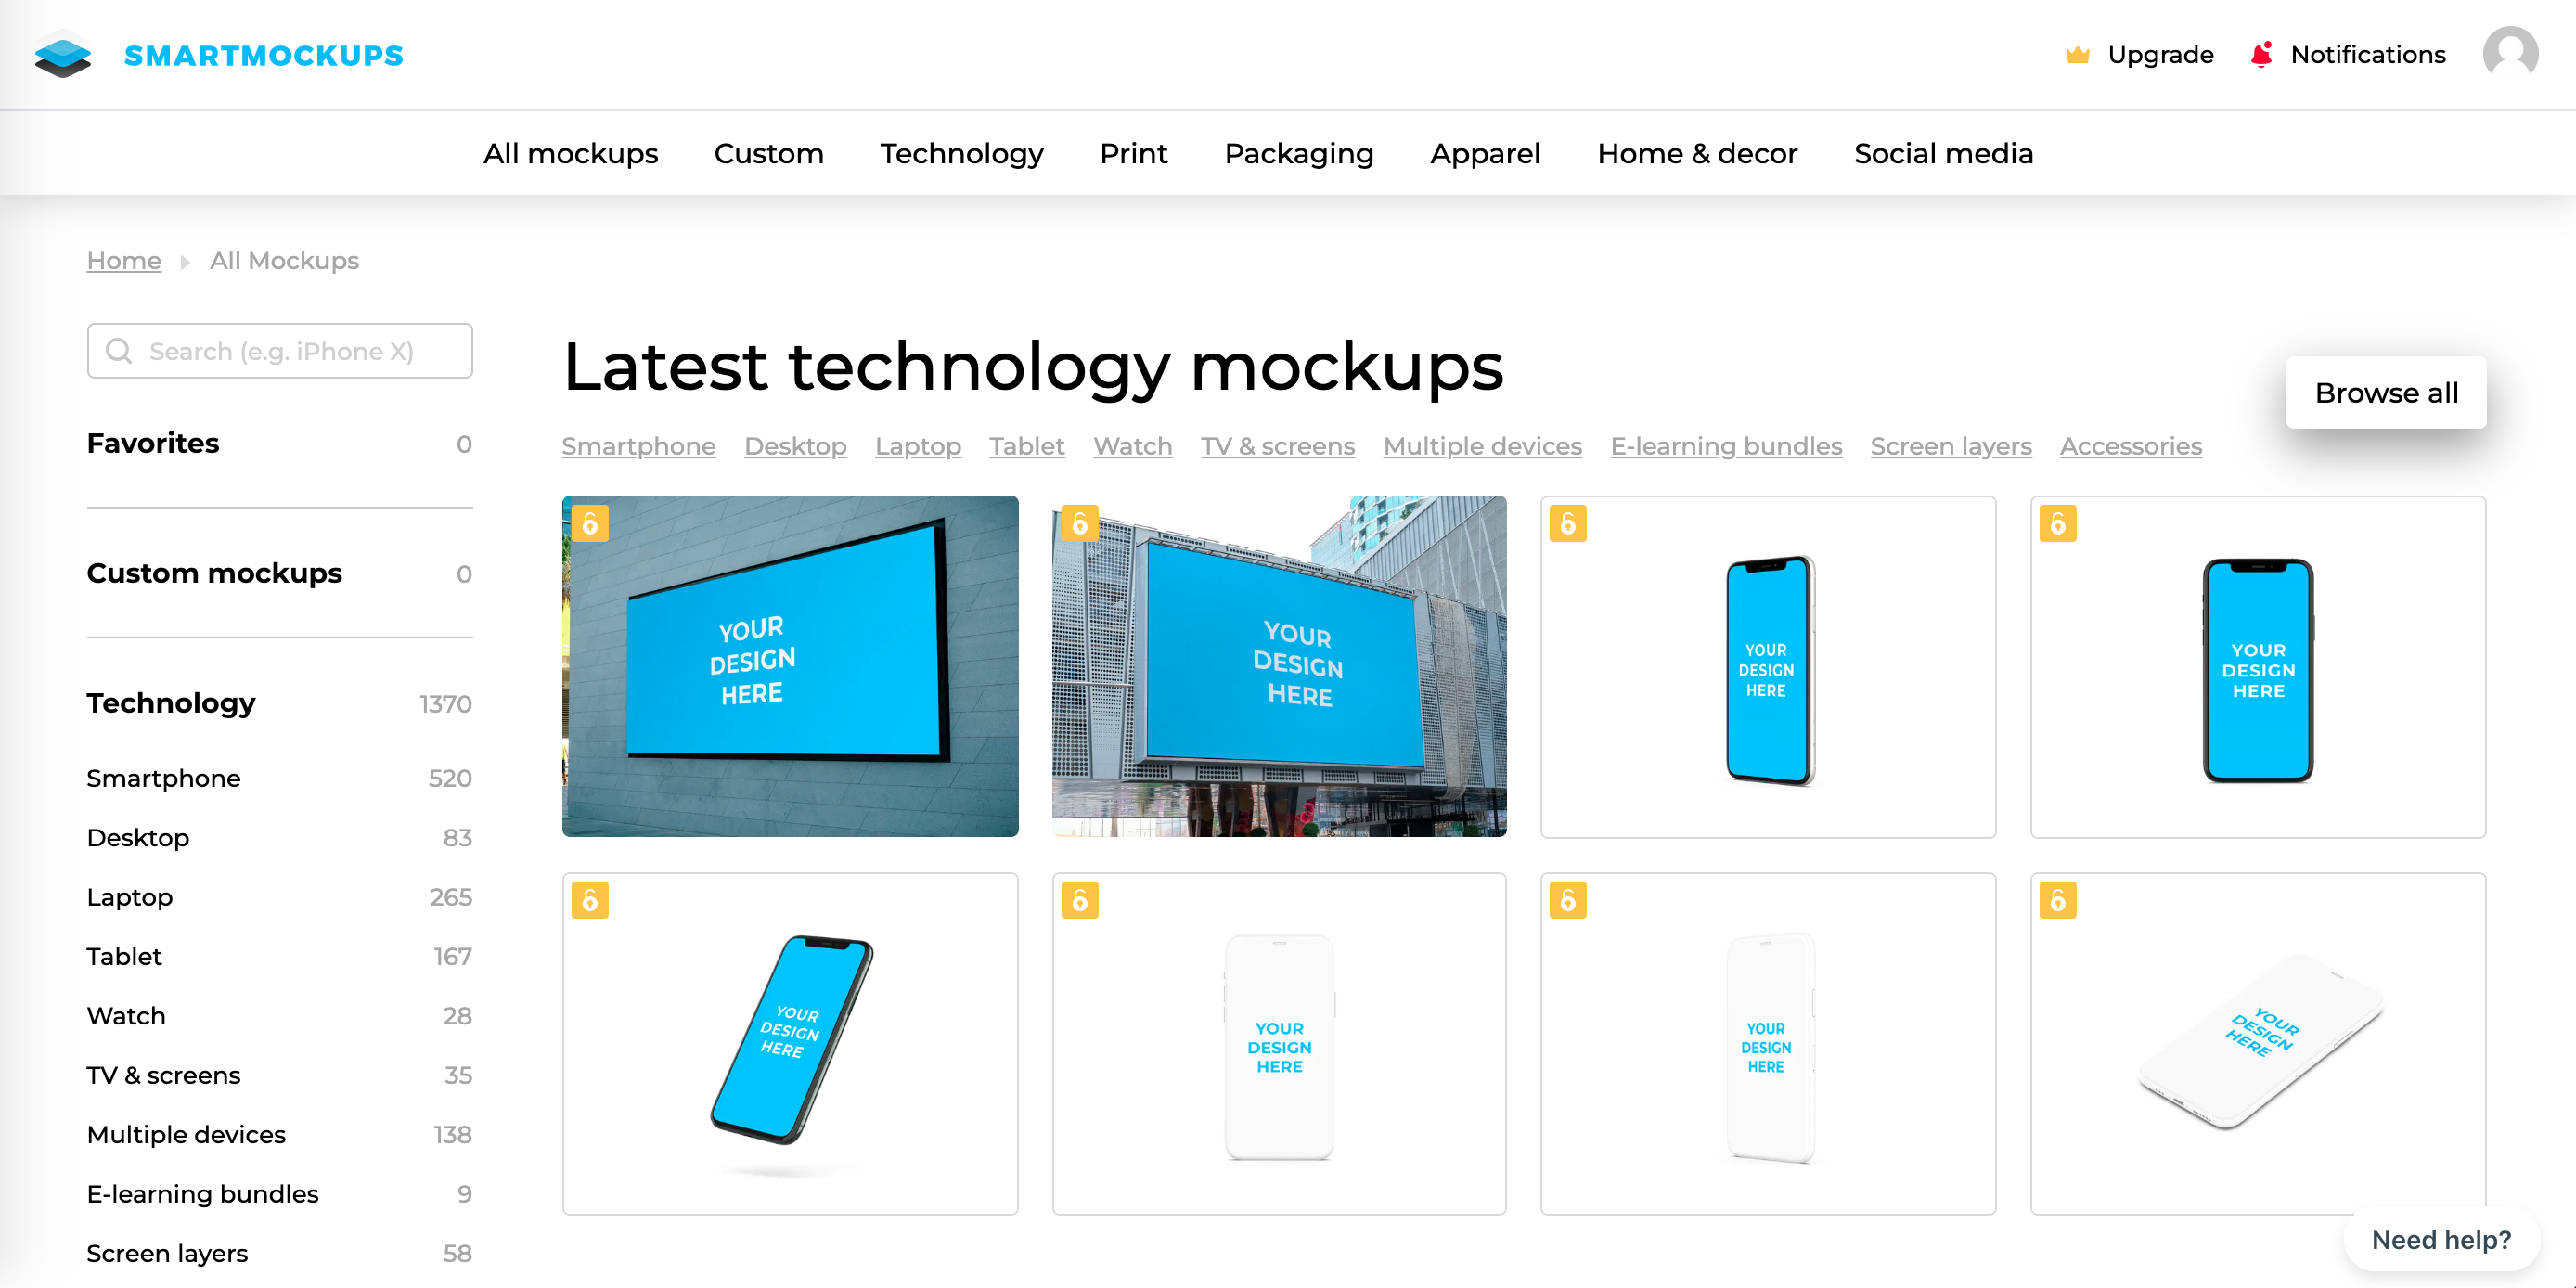 SMARTMOCKUPS
Upgrade
Notifications
All mockups Custom Technology Print Packaging Apparel Home & decor Social media
Home All Mockups
Search (e.g. iPhone X)
Favorites 0
Custom mockups 0
Technology 1370
Smartphone 520
Desktop 83
Laptop 265
Tablet 167
Watch 28
TV & screens 35
Multiple devices 138
E-learning bundles 9
Screen layers 58
Latest technology mockups
Browse all
Smartphone Desktop Laptop Tablet Watch TV & screens Multiple devices E-learning bundles Screen layers Accessories
YOUR
DESIGN
HERE
YOUR
DESIGN
HERE
YOUR
DESIGN
HERE
YOUR
DESIGN
HERE
YOUR
DESIGN
HERE
YOUR
DESIGN
HERE
YOUR
DESIGN
HERE
YOUR
DESIGN
HERE
Need help?